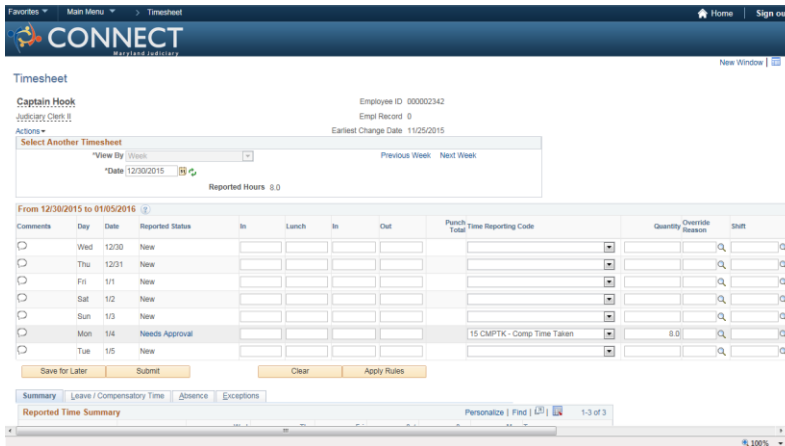 Favorites Main Menu > Timesheet Home Sign ou
CONNECT
Maryland Judiciary
New Window
Timesheet
Captain Hook Employee ID 000002342
Judiciary Clerk II Empl Record 0
Actions Earliest Change Date 11/25/2015
Select Another Timesheet
*View By Week Previous Week Next Week
*Date 12/30/2015
Reported Hours 8.0
From 12/30/2015 to 01/05/2016
Comments Day Date Reported Status In Lunch In Out Punch Total Time Reporting Code Quantity Override Reason Shift
Wed 12/30 New
Thu 12/31 New
Fri 1/1 New
Sat 1/2 New
Sun 1/3 New
Mon 1/4 Needs Approval 15 CMPTK - Comp Time Taken 8.0
Tue 1/5 New
Save for Later Submit Clear Apply Rules
Summary Leave / Compensatory Time Absence Exceptions
Reported Time Summary Personalize | Find | 1-3 of 3
100%